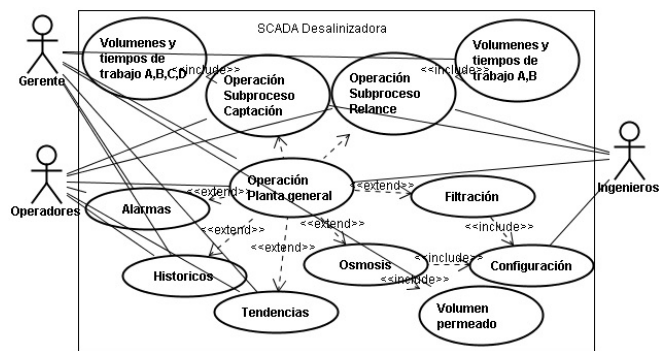 SCADA Desalinizadora
Volumenes y
tiempos de
trabajo A,B,C,D
<<include>>
Operación
Subproceso
Captación
Operación
Subproceso
Relance
<<include>>
Volumenes y
tiempos de
trabajo A,B
Gerente
Operadores
Ingenieros
Alarmas
<<extend>>
Operación
Planta general
<<extend>>
Filtración
<<extend>>
<<extend>>
<<extend>>
<<include>>
Historicos
Osmosis
<<include>>
<<include>>
Configuración
Tendencias
Volumen
permeado